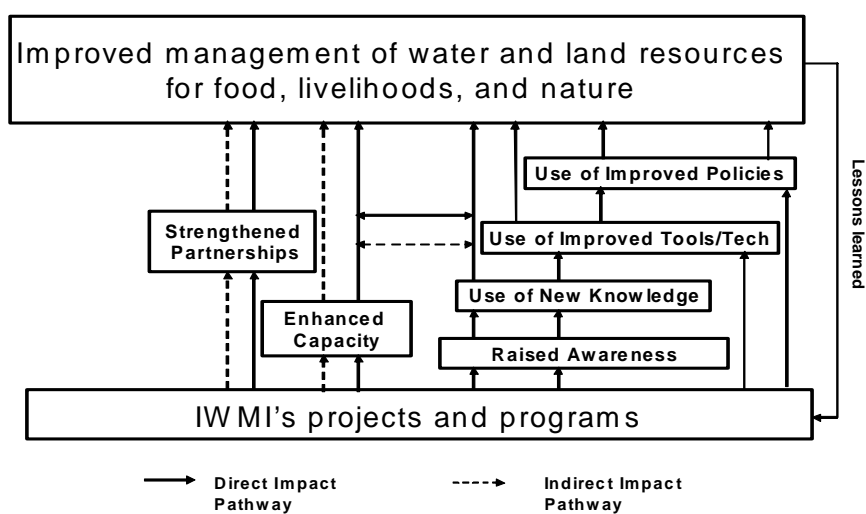 Improved management of water and land resources
for food, livelihoods, and nature
Use of Improved Policies
Lessons learned
Strengthened
Partnerships
Use of Improved Tools/Tech
Use of New Knowledge
Enhanced
Capacity
Raised Awareness
IWMI's projects and programs
Direct Impact
Pathway
Indirect Impact
Pathway